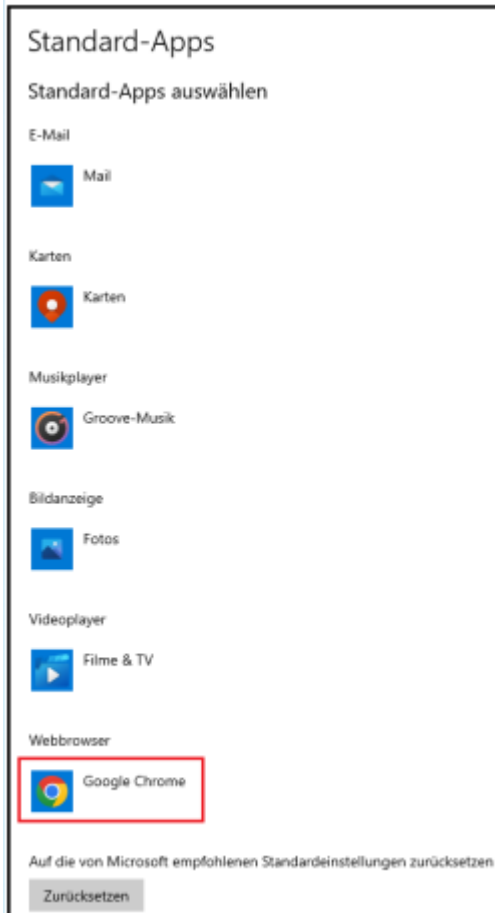 Standard-Apps
Standard-Apps auswählen
E-Mail
Mail
Karten
Karten
Musikplayer
Groove-Musik
Bildanzeige
Fotos
Videoplayer
Filme & TV
Webbrowser
Google Chrome
Auf die von Microsoft empfohlenen Standardeinstellungen zurücksetzen
Zurücksetzen